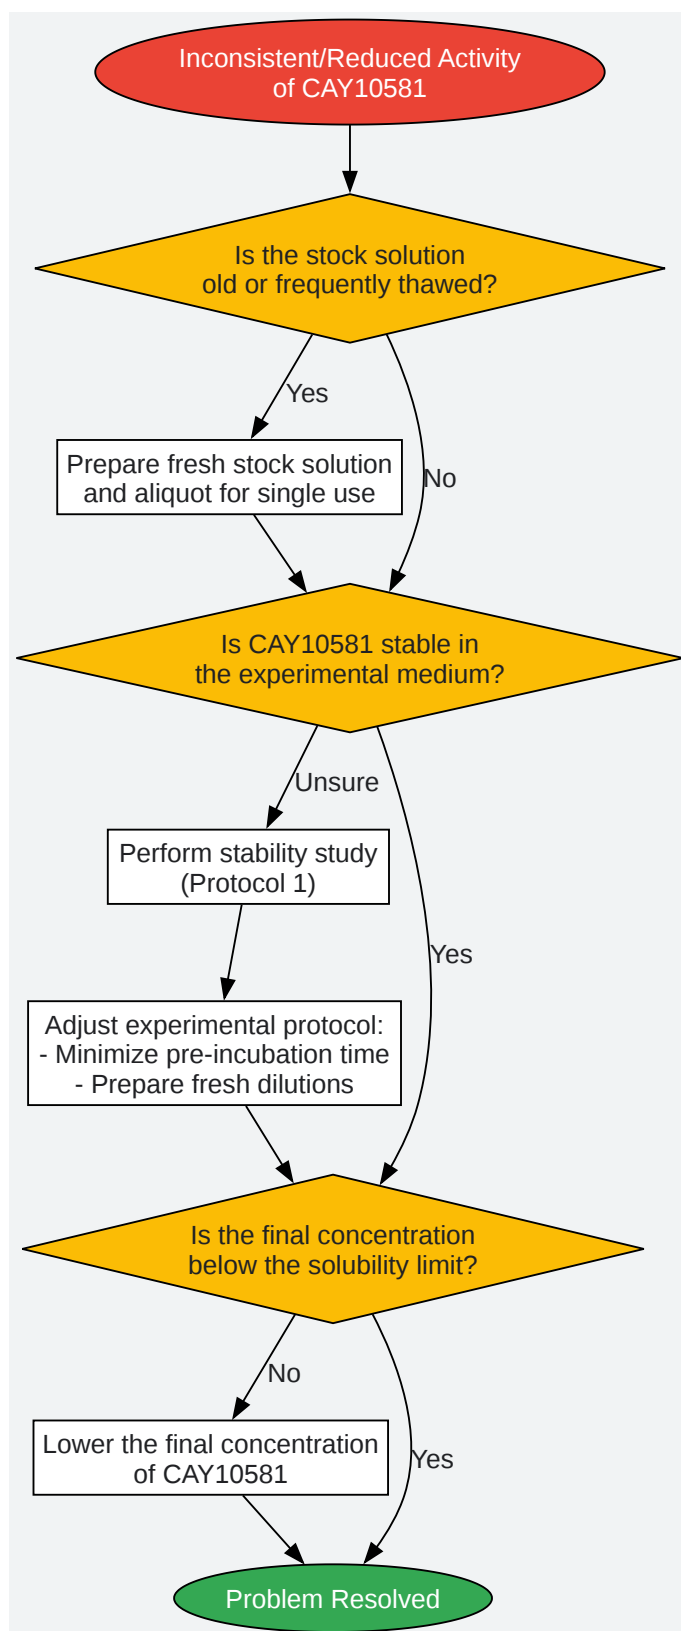 Inconsistent/Reduced Activity
of CAY10581
Is the stock solution
old or frequently thawed?
Yes
Prepare fresh stock solution
and aliquot for single use
No
Is CAY10581 stable in
the experimental medium?
Unsure
Perform stability study
(Protocol 1)
Yes
Adjust experimental protocol:
- Minimize pre-incubation time
- Prepare fresh dilutions
Is the final concentration
below the solubility limit?
No
Lower the final concentration
of CAY10581
Yes
Problem Resolved